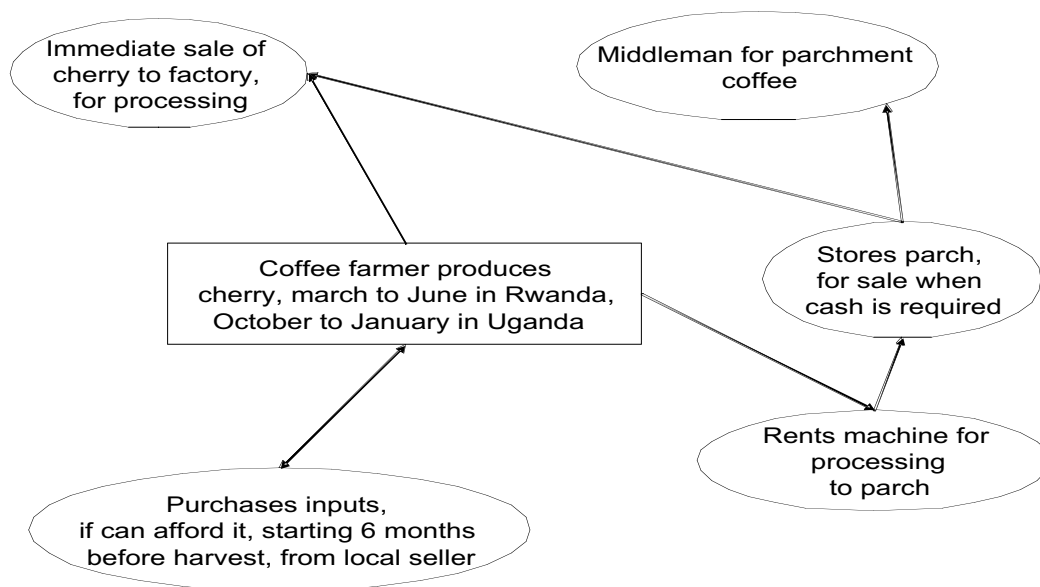 Immediate sale of
cherry to factory,
for processing
Middleman for parchment
coffee
Coffee farmer produces
cherry, march to June in Rwanda,
October to January in Uganda
Stores parch,
for sale when
cash is required
Rents machine for
processing
to parch
Purchases inputs,
if can afford it, starting 6 months
before harvest, from local seller